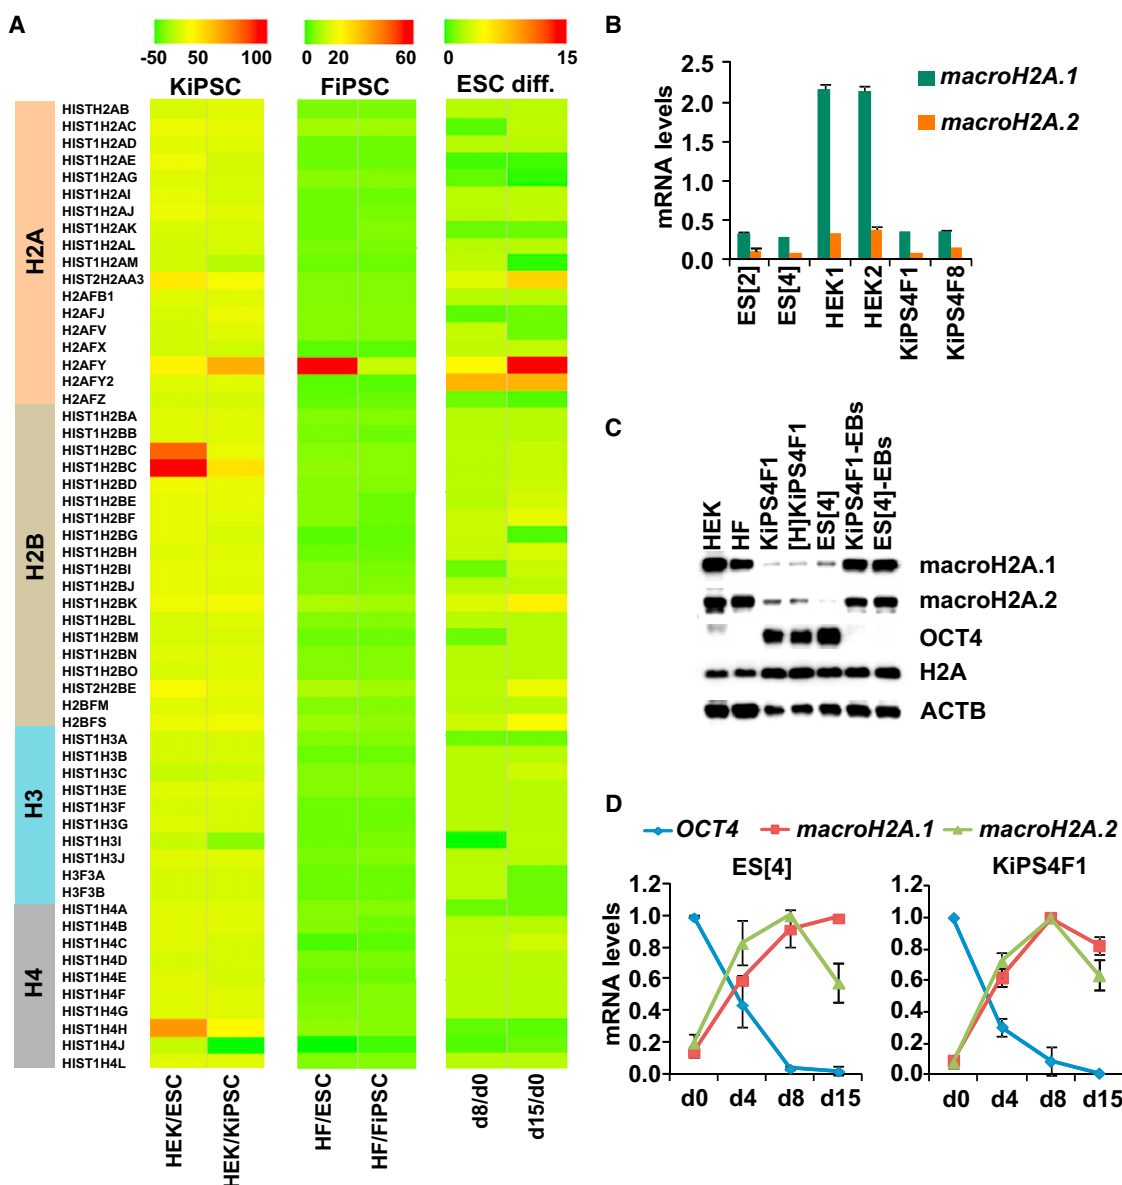 A
-50 50 100
0 20 60
0 15
KiPSC
FiPSC
ESC diff.
H2A
HISTH2AB
HIST1H2AC
HIST1H2AD
HIST1H2AE
HIST1H2AG
HIST1H2AI
HIST1H2AJ
HIST1H2AK
HIST1H2AL
HIST1H2AM
HIST2H2AA3
H2AFB1
H2AFJ
H2AFV
H2AFX
H2AFY
H2AFY2
H2AFZ
H2B
HIST1H2BA
HIST1H2BB
HIST1H2BC
HIST1H2BC
HIST1H2BD
HIST1H2BE
HIST1H2BF
HIST1H2BG
HIST1H2BH
HIST1H2BI
HIST1H2BJ
HIST1H2BK
HIST1H2BL
HIST1H2BM
HIST1H2BN
HIST1H2BO
HIST2H2BE
H2BFM
H2BFS
H3
HIST1H3A
HIST1H3B
HIST1H3C
HIST1H3E
HIST1H3F
HIST1H3G
HIST1H3I
HIST1H3J
H3F3A
H3F3B
H4
HIST1H4A
HIST1H4B
HIST1H4C
HIST1H4D
HIST1H4E
HIST1H4F
HIST1H4G
HIST1H4H
HIST1H4J
HIST1H4L
HEK/ESC
HEK/KiPSC
HF/ESC
HF/FiPSC
d8/d0
d15/d0
B
mRNA levels
2.5
2.0
1.5
1.0
0.5
0.0
macroH2A.1
macroH2A.2
ES[2]
ES[4]
HEK1
HEK2
KiPS4F1
KiPS4F8
C
HEK
HF
KiPS4F1
[H]KiPS4F1
ES[4]
KiPS4F1-EBs
ES[4]-EBs
macroH2A.1
macroH2A.2
OCT4
H2A
ACTB
D
OCT4 macroH2A.1 macroH2A.2
ES[4]
mRNA levels
1.2
1.0
0.8
0.6
0.4
0.2
0.0
d0 d4 d8 d15
KiPS4F1
1.2
1.0
0.8
0.6
0.4
0.2
0.0
d0 d4 d8 d15